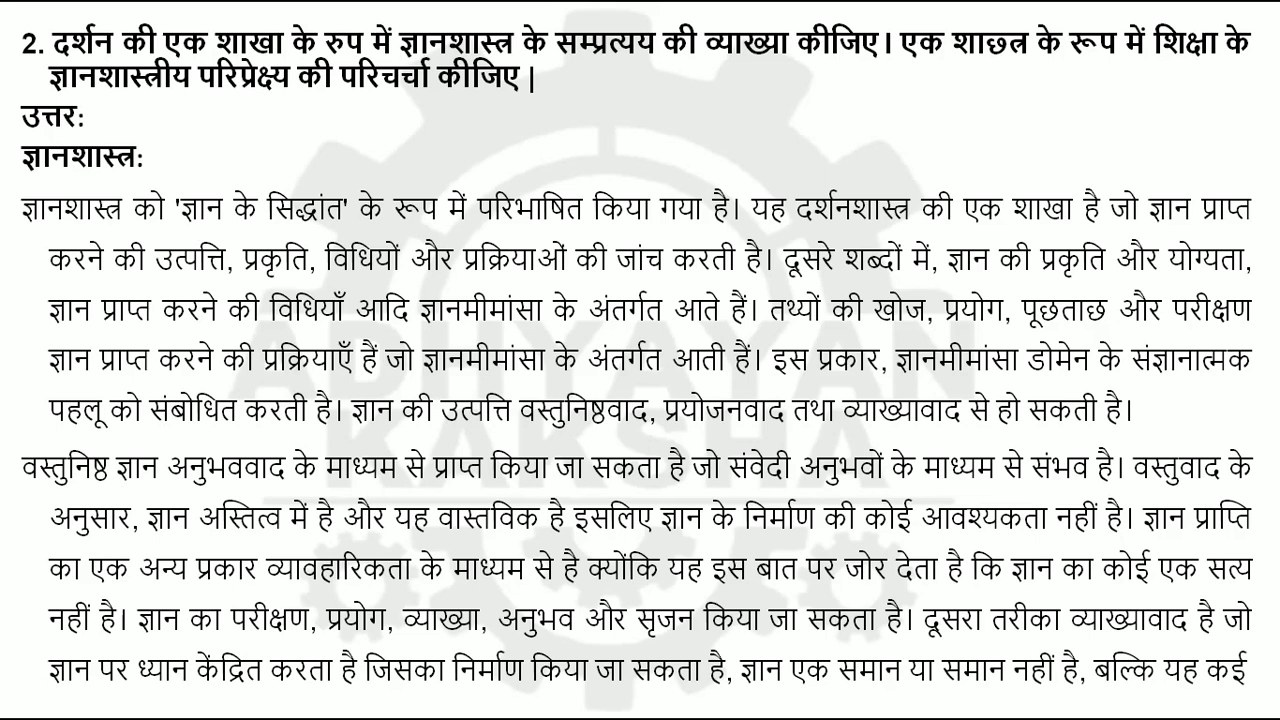 2. दर्शन की एक शाखा के रुप में ज्ञानशास्त्र के सम्प्रत्यय की व्याख्या कीजिए। एक शाछत्र के रूप में शिक्षा के
ज्ञानशास्त्रीय परिप्रेक्ष्य की परिचर्चा कीजिए |
उत्तर:
ज्ञानशास्त्र:
ज्ञानशास्त्र को 'ज्ञान के सिद्धांत' के रूप में परिभाषित किया गया है। यह दर्शनशास्त्र की एक शाखा है जो ज्ञान प्राप्त
करने की उत्पत्ति, प्रकृति, विधियों और प्रक्रियाओं की जांच करती है। दूसरे शब्दों में, ज्ञान की प्रकृति और योग्यता,
ज्ञान प्राप्त करने की विधियाँ आदि ज्ञानमीमांसा के अंतर्गत आते हैं। तथ्यों की खोज, प्रयोग, पूछताछ और परीक्षण
ज्ञान प्राप्त करने की प्रक्रियाएँ हैं जो ज्ञानमीमांसा के अंतर्गत आती हैं। इस प्रकार, ज्ञानमीमांसा डोमेन के संज्ञानात्मक
पहलू को संबोधित करती है। ज्ञान की उत्पत्ति वस्तुनिष्ठवाद, प्रयोजनवाद तथा व्याख्यावाद से हो सकती है।
वस्तुनिष्ठ ज्ञान अनुभववाद के माध्यम से प्राप्त किया जा सकता है जो संवेदी अनुभवों के माध्यम से संभव है। वस्तुवाद के
अनुसार, ज्ञान अस्तित्व में है और यह वास्तविक है इसलिए ज्ञान के निर्माण की कोई आवश्यकता नहीं है। ज्ञान प्राप्ति
का एक अन्य प्रकार व्यावहारिकता के माध्यम से है क्योंकि यह इस बात पर जोर देता है कि ज्ञान का कोई एक सत्य
नहीं है। ज्ञान का परीक्षण, प्रयोग, व्याख्या, अनुभव और सृजन किया जा सकता है। दूसरा तरीका व्याख्यावाद है जो
ज्ञान पर ध्यान केंद्रित करता है जिसका निर्माण किया जा सकता है, ज्ञान एक समान या समान नहीं है, बल्कि यह कई
ADHYAYAN
KAKSHA